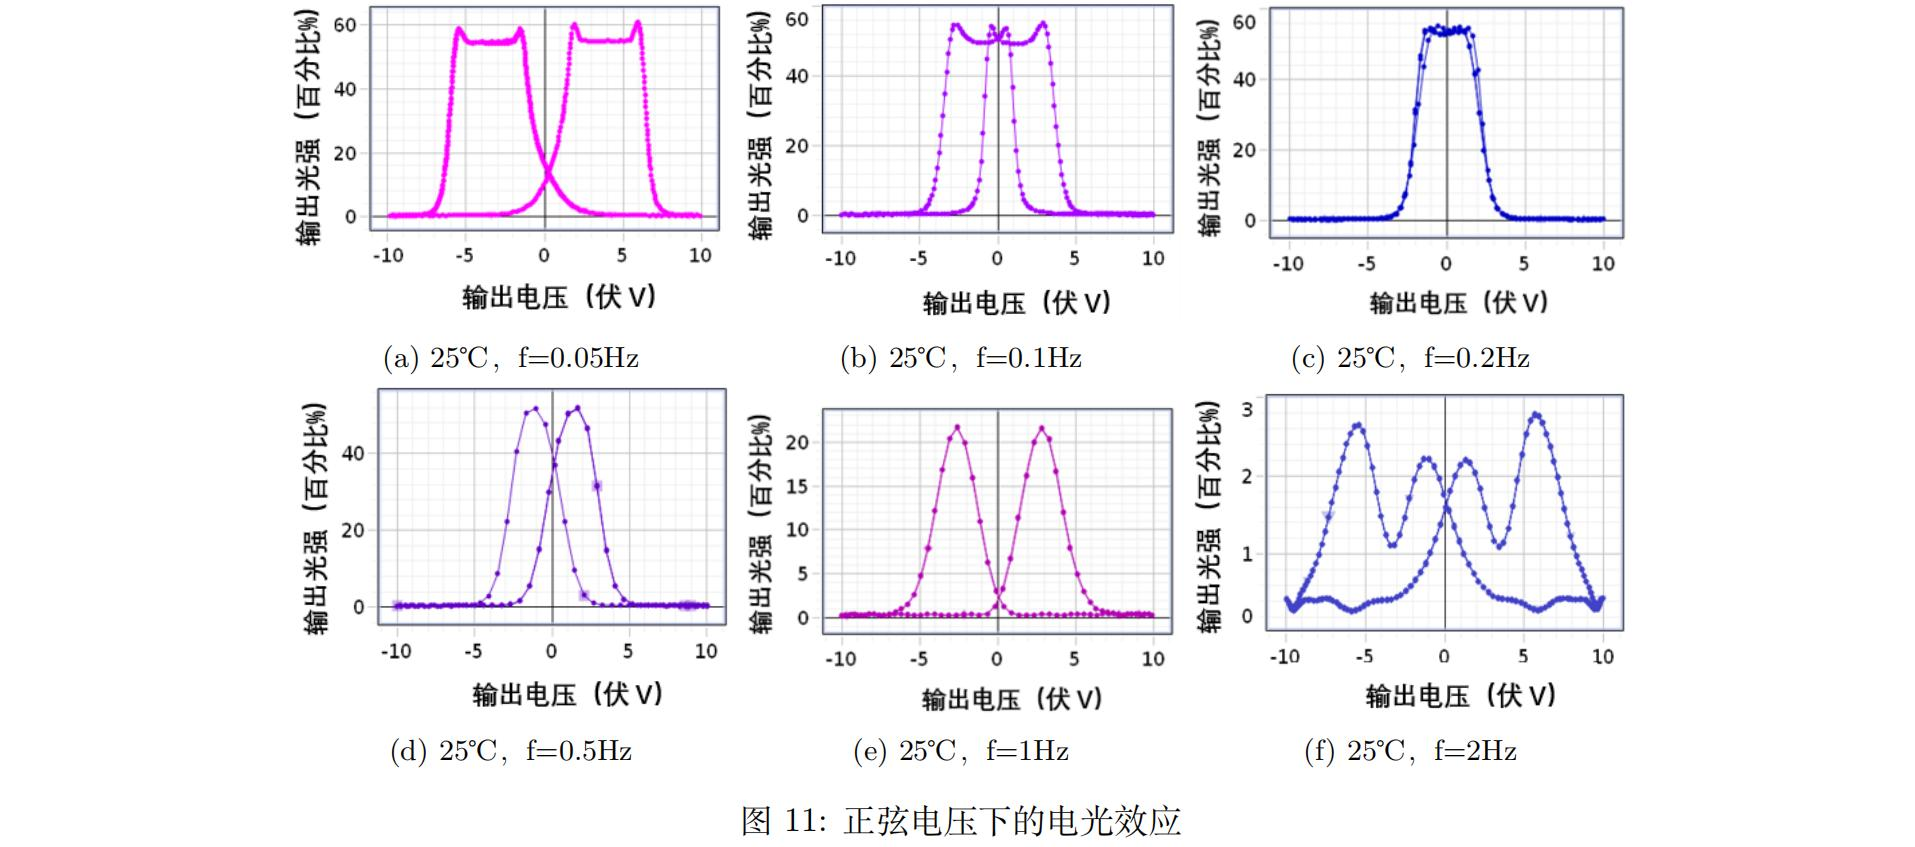 输出光强（百分比%）
60
40
20
0
-10 -5 0 5 10
输出电压（伏 V）
(a) 25℃，f=0.05Hz
输出光强（百分比%）
60
40
20
0
-10 -5 0 5 10
输出电压（伏 V）
(b) 25℃，f=0.1Hz
输出光强（百分比%）
60
40
20
0
-10 -5 0 5 10
输出电压（伏 V）
(c) 25℃，f=0.2Hz
输出光强（百分比%）
40
20
0
-10 -5 0 5 10
输出电压（伏 V）
(d) 25℃，f=0.5Hz
输出光强（百分比%）
20
15
10
5
0
-10 -5 0 5 10
输出电压（伏 V）
(e) 25℃，f=1Hz
输出光强（百分比%）
3
2
1
0
-10 -5 0 5 10
输出电压（伏 V）
(f) 25℃，f=2Hz
图 11: 正弦电压下的电光效应